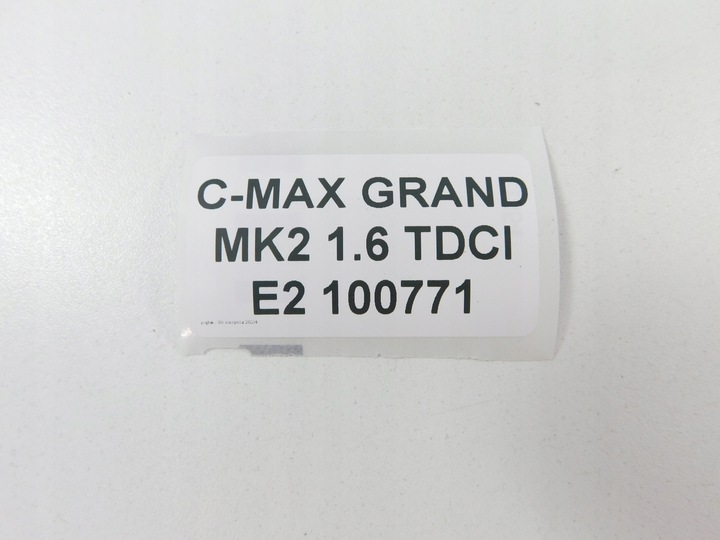 C-MAX GRAND
MK2 1.6 TDCI
E2 100771